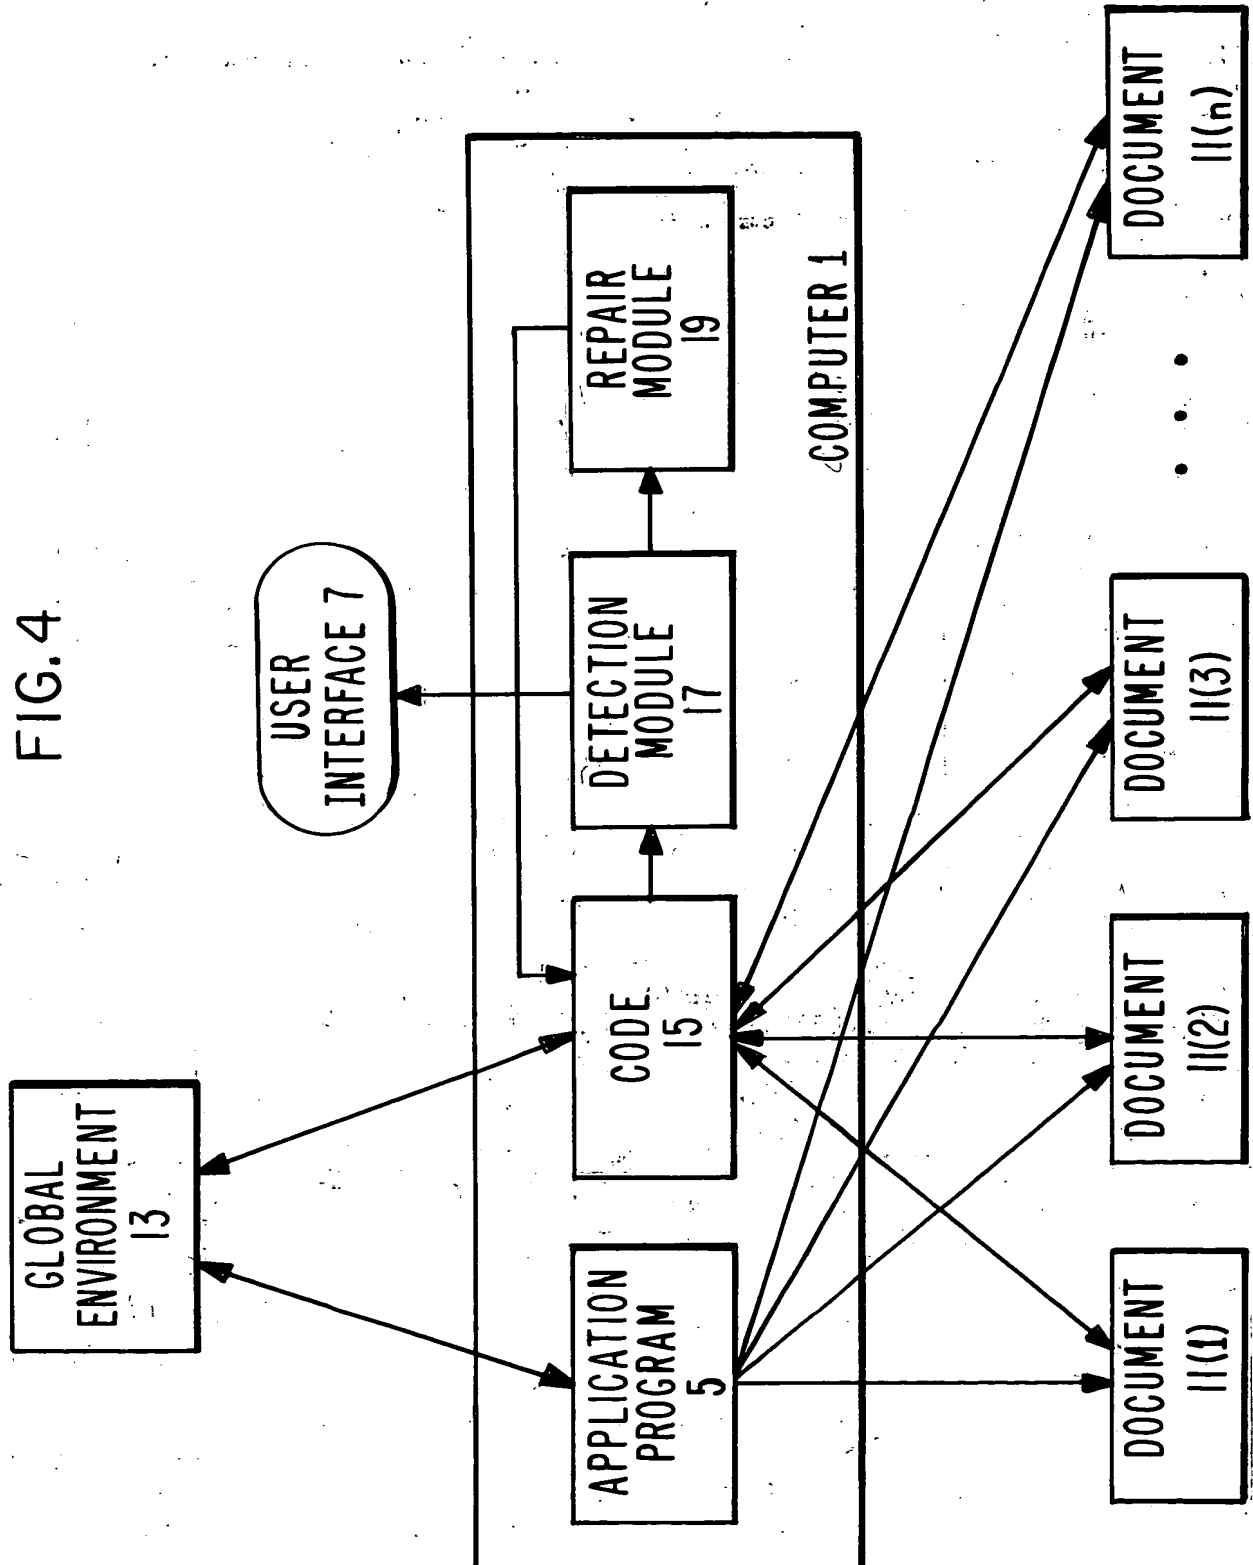 FIG. 4
GLOBAL
ENVIRONMENT
13
USER
INTERFACE 7
APPLICATION
PROGRAM
5
CODE
15
DETECTION
MODULE
17
REPAIR
MODULE
19
COMPUTER 1
DOCUMENT
11(1)
DOCUMENT
11(2)
DOCUMENT
11(3)
. . .
DOCUMENT
11(n)